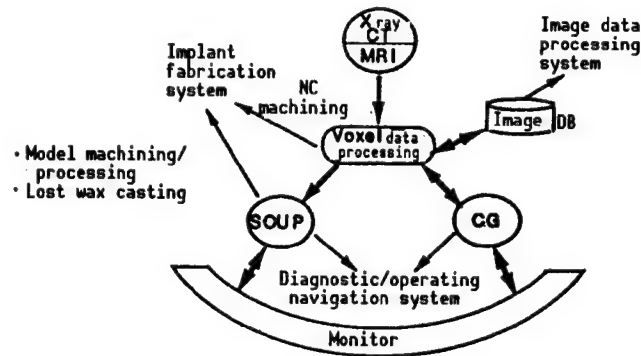 X ray
CT
MRI
Image data
processing
system
Implant
fabrication
system
NC
machining
Image DB
Voxel data
processing
· Model machining/
processing
· Lost wax casting
SOUP
CG
Diagnostic/operating
navigation system
Monitor